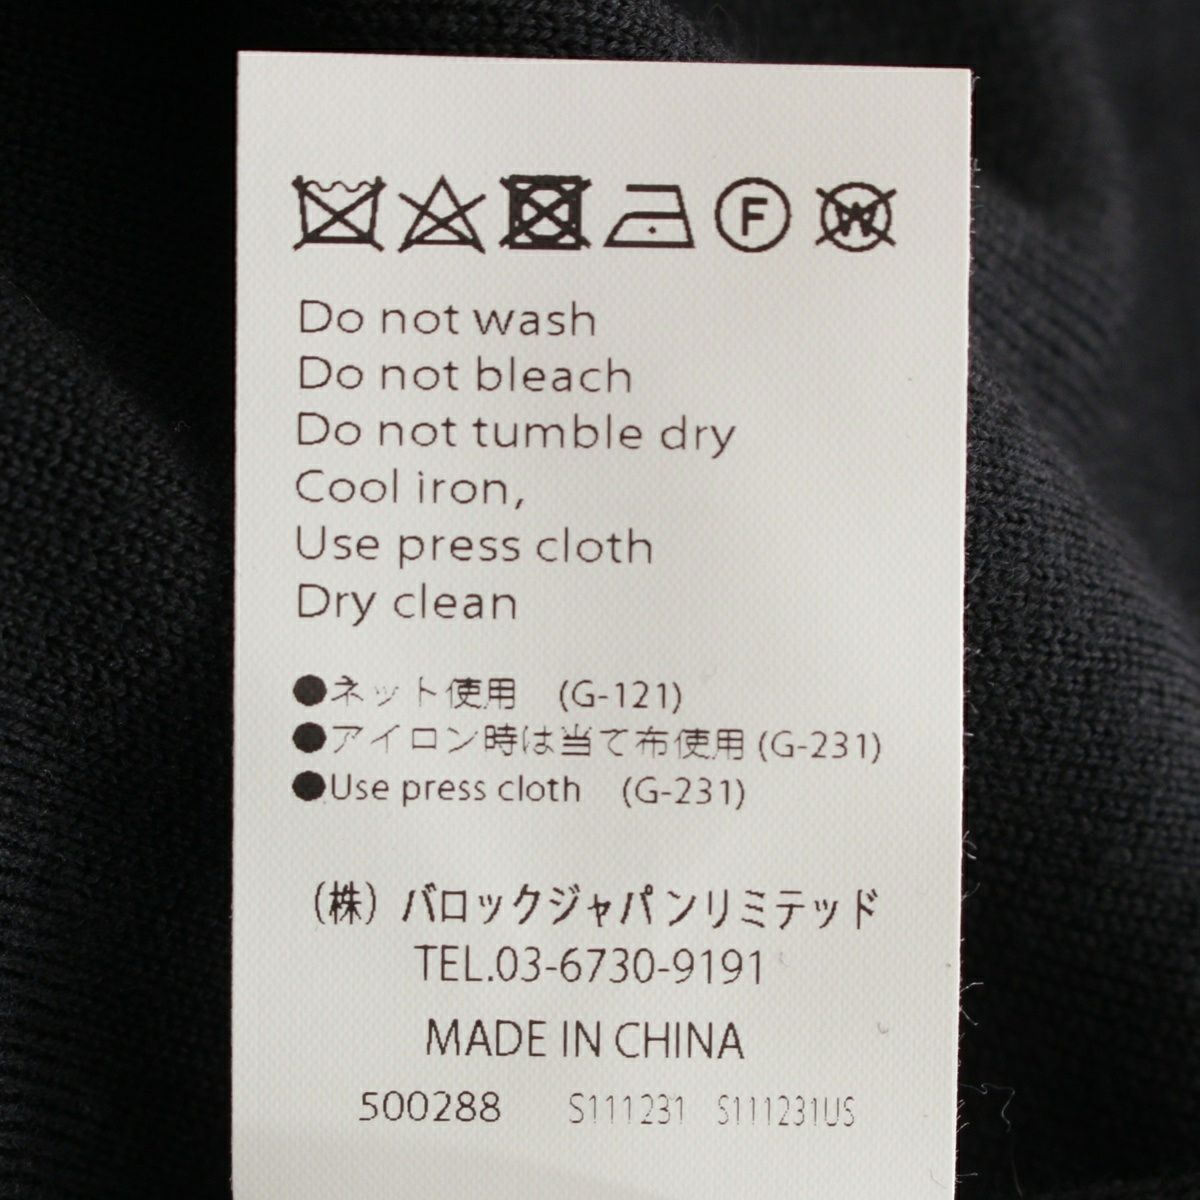 F W
Do not wash
Do not bleach
Do not tumble dry
Cool iron,
Use press cloth
Dry clean
●ネット使用 (G-121)
●アイロン時は当て布使用 (G-231)
●Use press cloth (G-231)
(株) バロックジャパンリミテッド
TEL.03-6730-9191
MADE IN CHINA
500288 S111231 S111231US